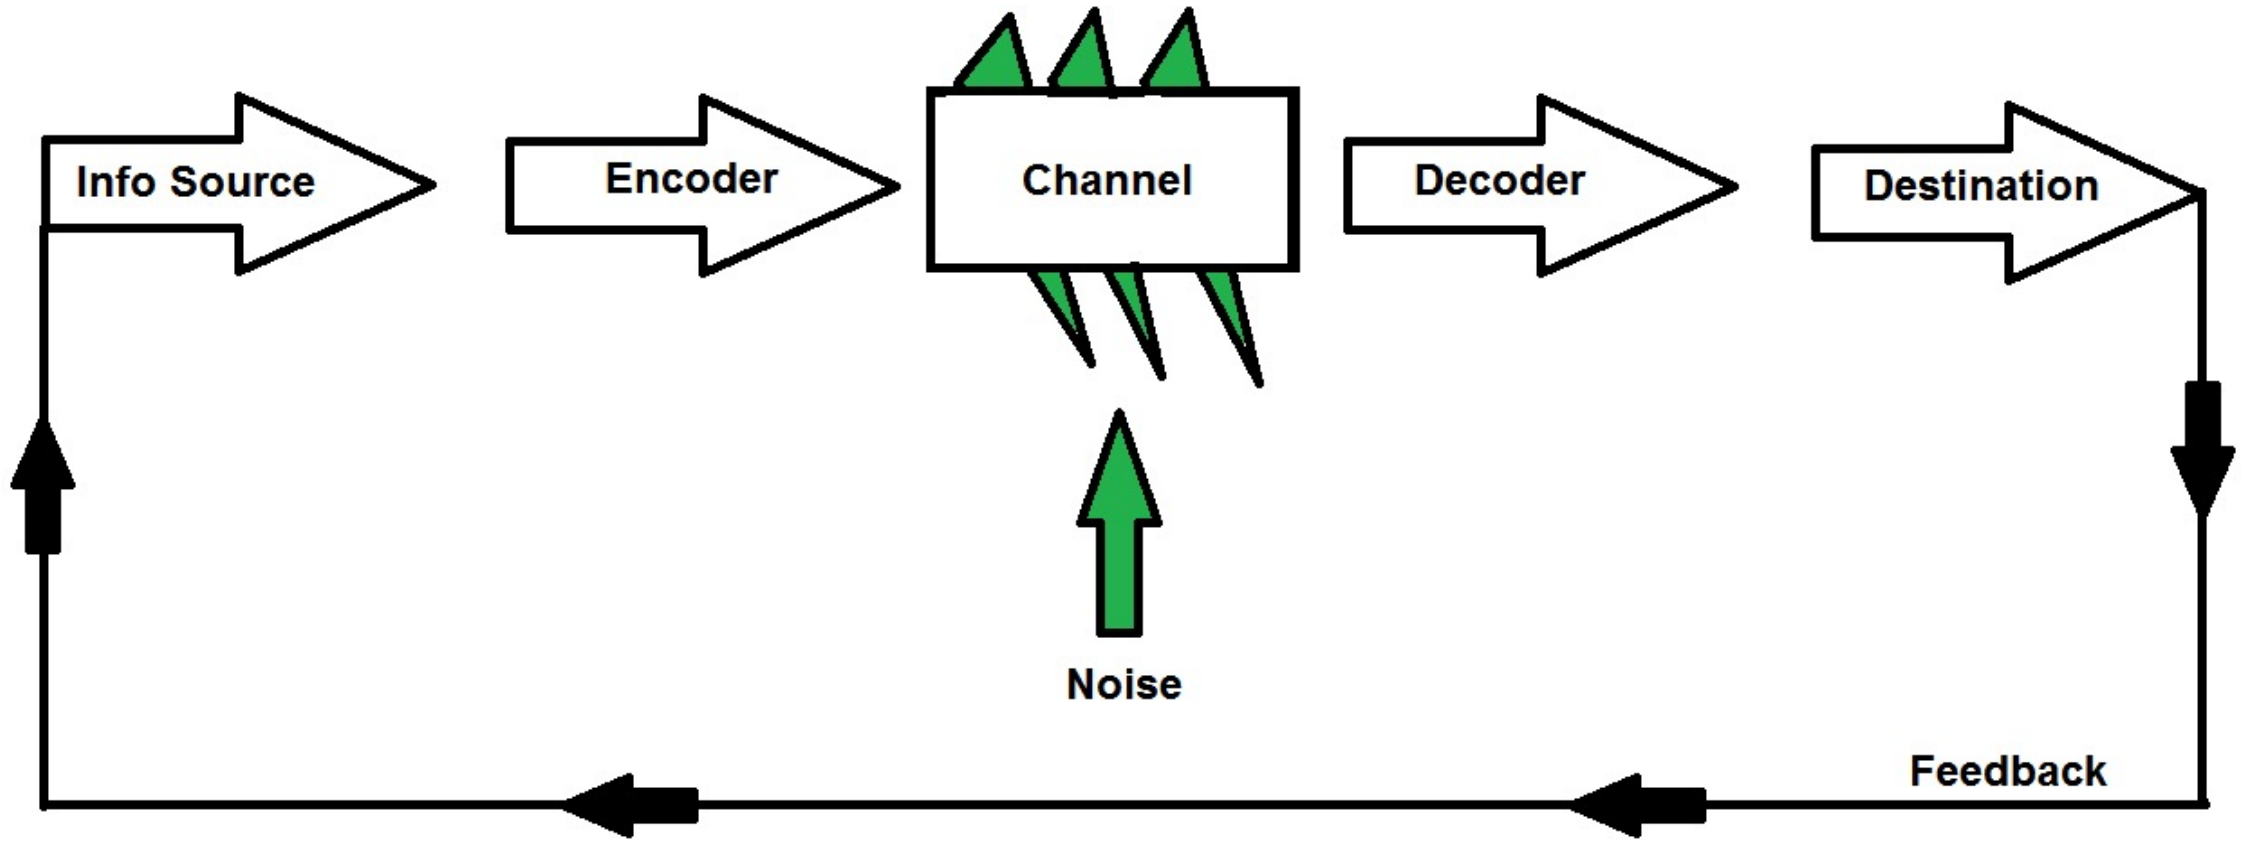 Info Source
Encoder
Channel
Decoder
Destination
Noise
Feedback